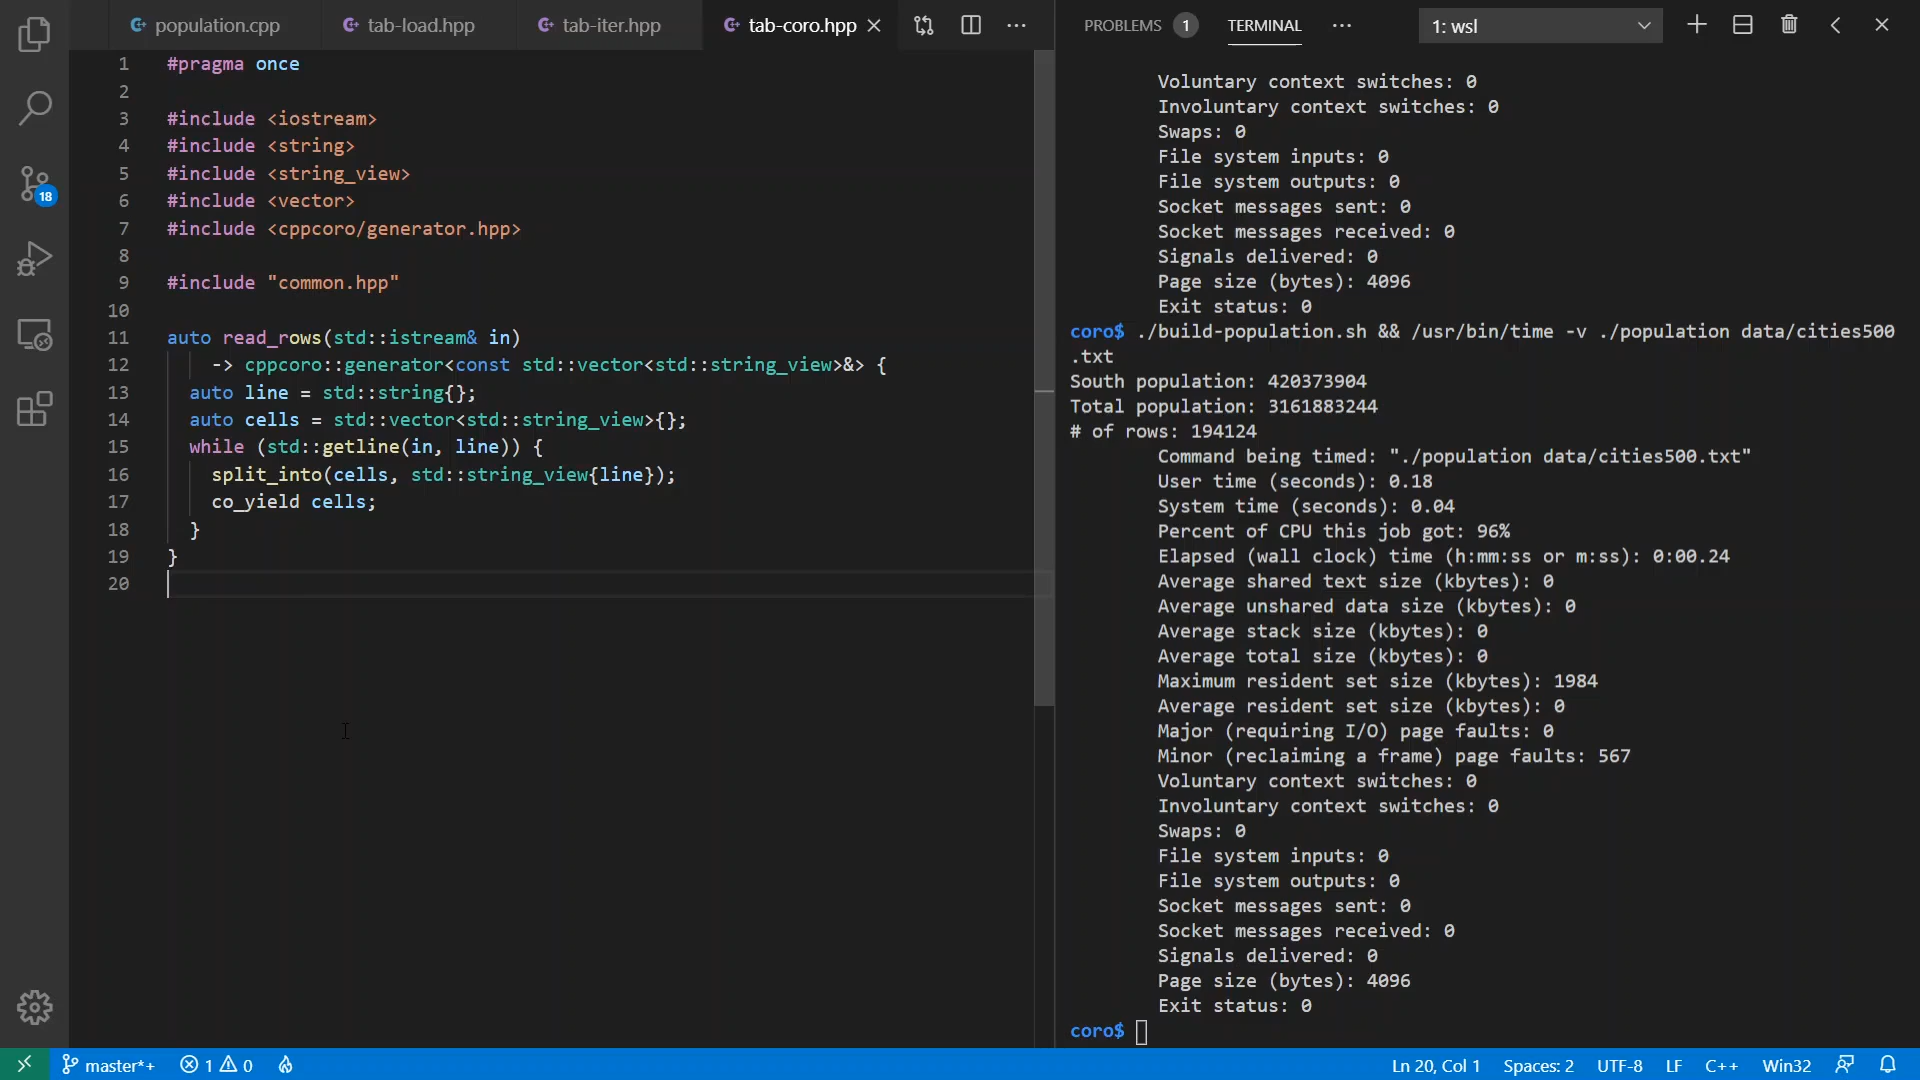 population.cpp
tab-load.hpp
tab-iter.hpp
tab-coro.hpp
18
1 #pragma once
2
3 #include <iostream>
4 #include <string>
5 #include <string_view>
6 #include <vector>
7 #include <cppcoro/generator.hpp>
8
9 #include "common.hpp"
10
11 auto read_rows(std::istream& in)
12 -> cppcoro::generator<const std::vector<std::string_view>&> {
13 auto line = std::string{};
14 auto cells = std::vector<std::string_view>{};
15 while (std::getline(in, line)) {
16 split_into(cells, std::string_view{line});
17 co_yield cells;
18 }
19 }
20
PROBLEMS 1 TERMINAL ··· 1: wsl
Voluntary context switches: 0
Involuntary context switches: 0
Swaps: 0
File system inputs: 0
File system outputs: 0
Socket messages sent: 0
Socket messages received: 0
Signals delivered: 0
Page size (bytes): 4096
Exit status: 0
coro$ ./build-population.sh && /usr/bin/time -v ./population data/cities500
.txt
South population: 420373904
Total population: 3161883244
# of rows: 194124
Command being timed: "./population data/cities500.txt"
User time (seconds): 0.18
System time (seconds): 0.04
Percent of CPU this job got: 96%
Elapsed (wall clock) time (h:mm:ss or m:ss): 0:00.24
Average shared text size (kbytes): 0
Average unshared data size (kbytes): 0
Average stack size (kbytes): 0
Average total size (kbytes): 0
Maximum resident set size (kbytes): 1984
Average resident set size (kbytes): 0
Major (requiring I/O) page faults: 0
Minor (reclaiming a frame) page faults: 567
Voluntary context switches: 0
Involuntary context switches: 0
Swaps: 0
File system inputs: 0
File system outputs: 0
Socket messages sent: 0
Socket messages received: 0
Signals delivered: 0
Page size (bytes): 4096
Exit status: 0
coro$
master*+ 1 0 Ln 20, Col 1 Spaces: 2 UTF-8 LF C++ Win32